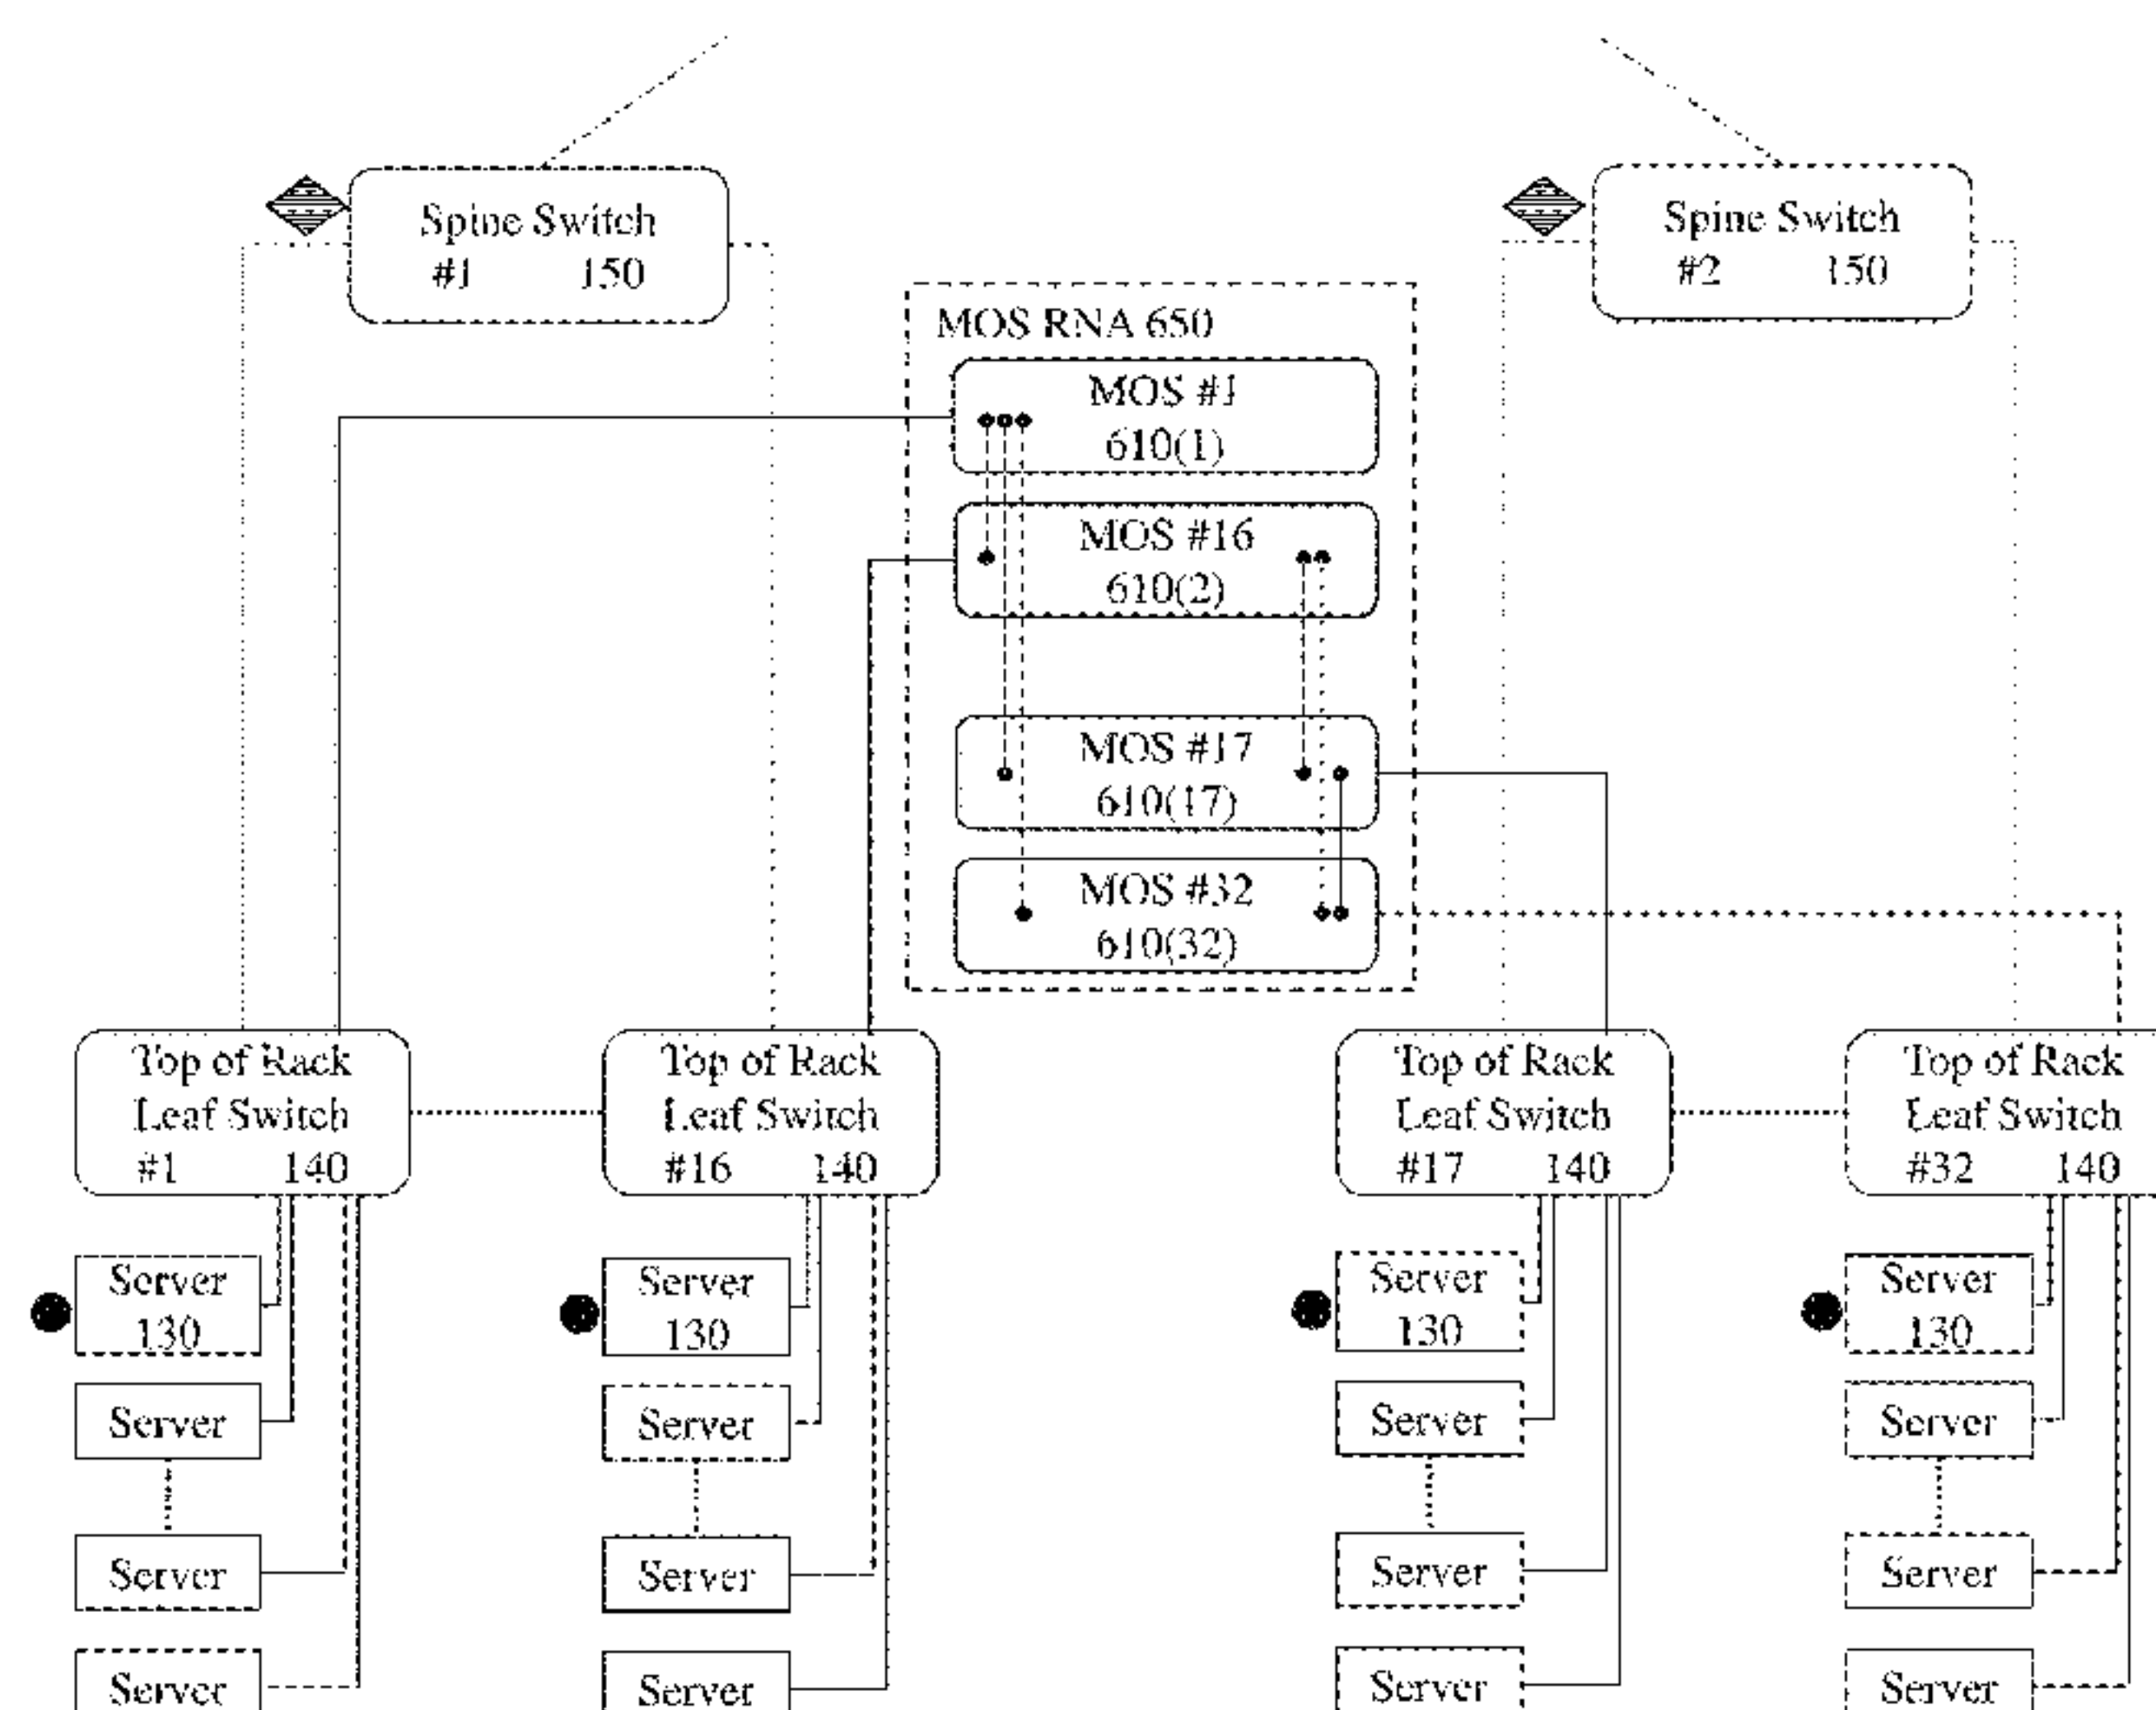 Spine Switch
#1 150
Spine Switch
#2 150
MOS RNA 650
MOS #1
610(1)
MOS #16
610(2)
MOS #17
610(17)
MOS #32
610(32)
Top of Rack
Leaf Switch
#1 140
Top of Rack
Leaf Switch
#16 140
Top of Rack
Leaf Switch
#17 140
Top of Rack
Leaf Switch
#32 140
Server
130
Server
Server
Server
Server
130
Server
Server
Server
Server
130
Server
Server
Server
Server
130
Server
Server
Server